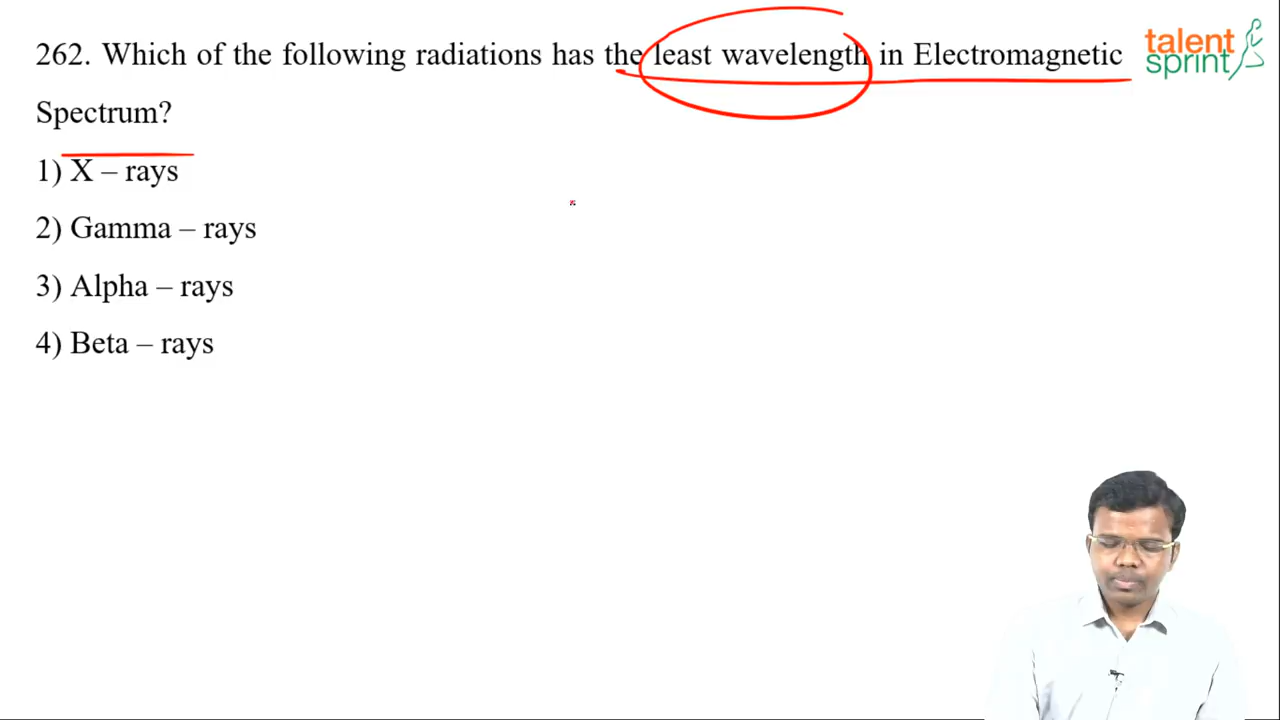 262. Which of the following radiations has the least wavelength in Electromagnetic
Spectrum?
1) X – rays
2) Gamma – rays
3) Alpha – rays
4) Beta – rays
talent
sprint